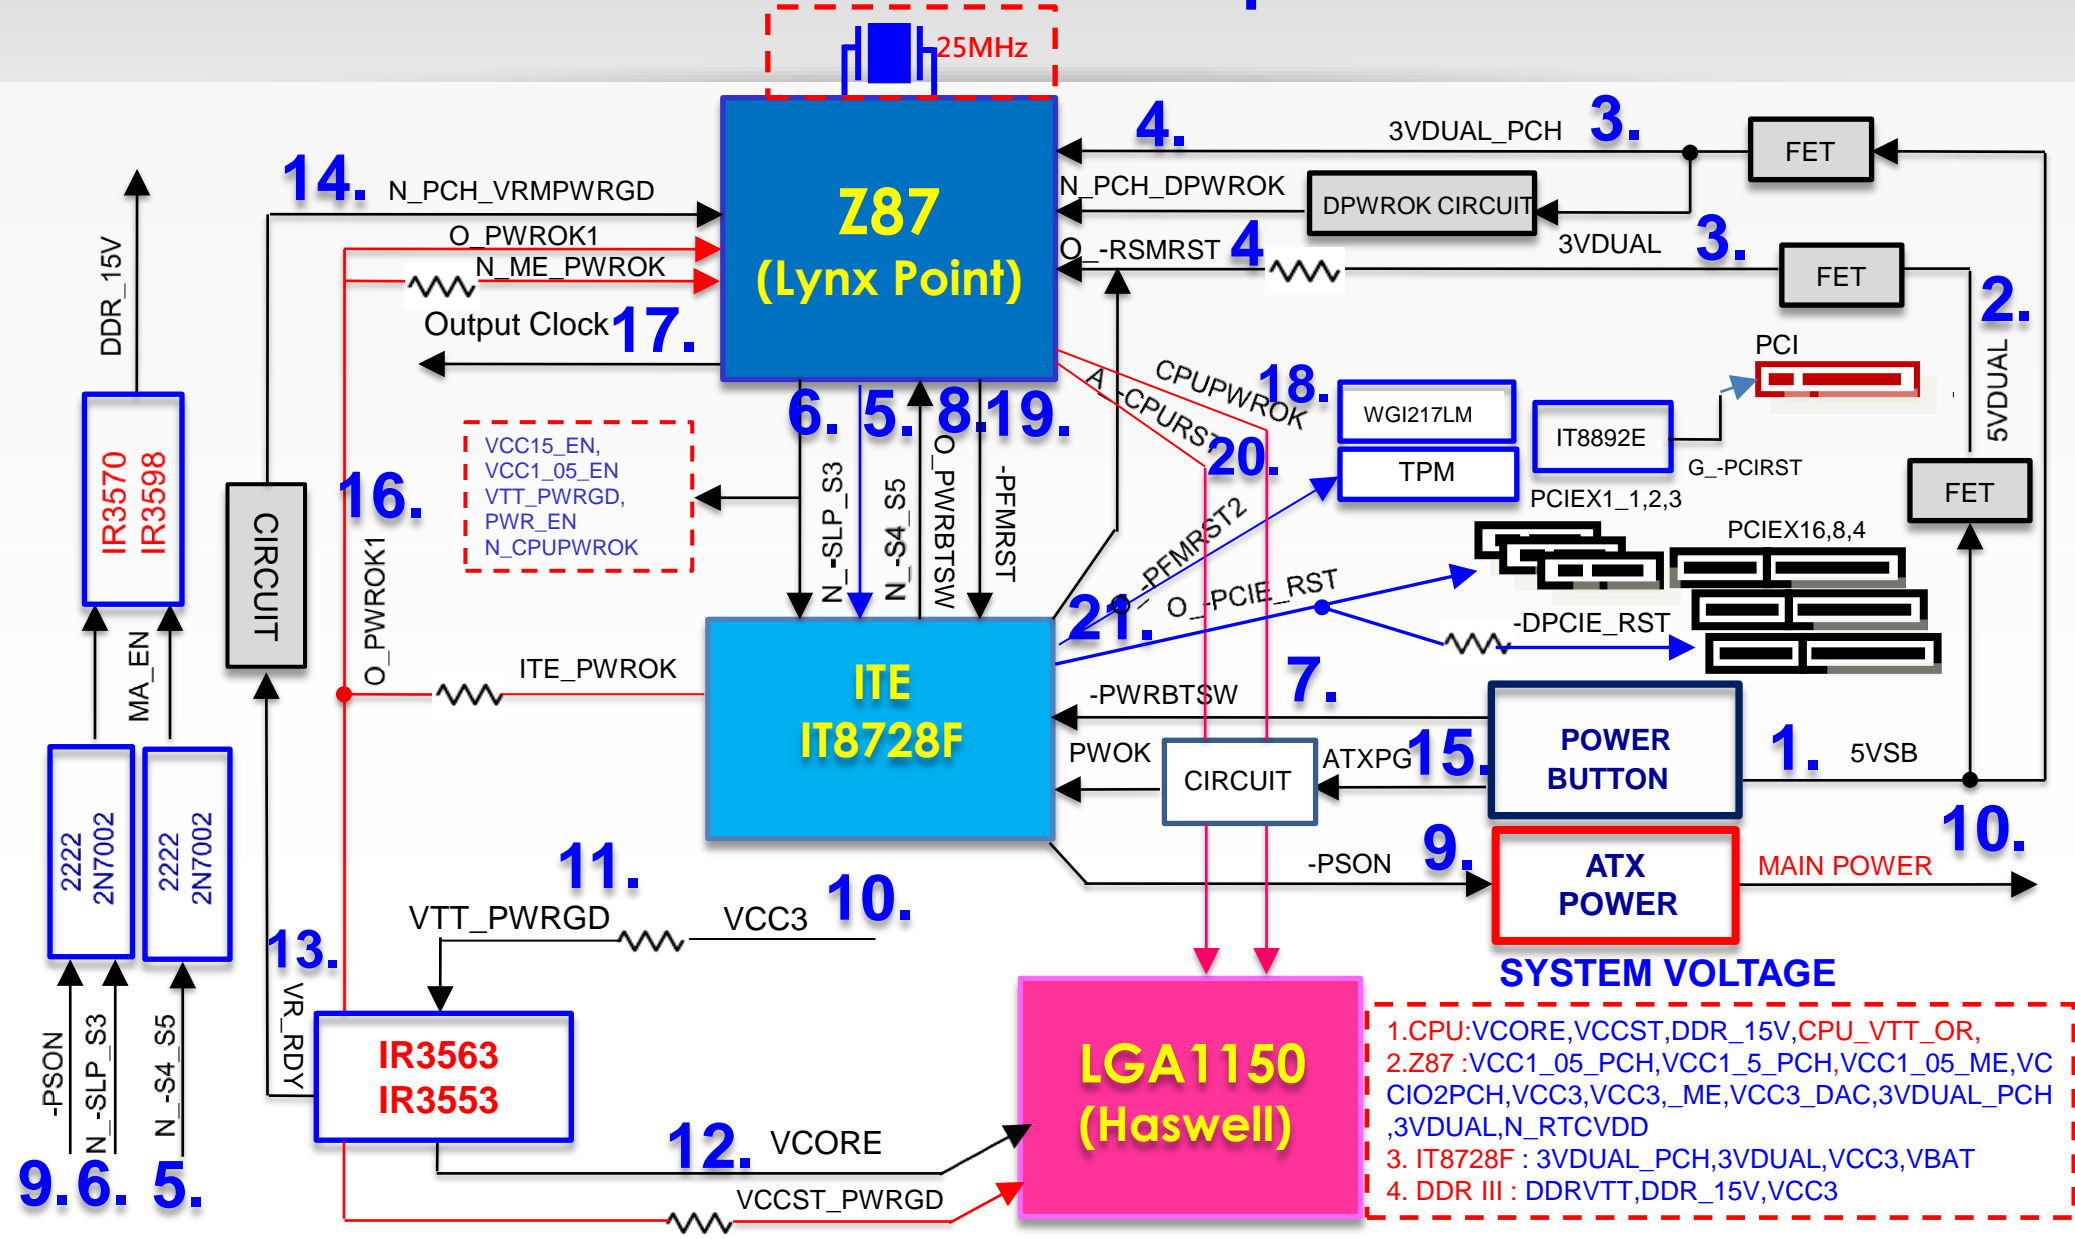 25MHz
4.
3VDUAL_PCH
3.
FET
14.
N_PCH_VRMPWRGD
Z87
(Lynx Point)
N_PCH_DPWROK
DPWROK CIRCUIT
O_PWROK1
O_-RSMRST
4
3VDUAL
3.
FET
N_ME_PWROK
2.
DDR_15V
Output Clock
17.
PCI
5VDUAL
6.
5.
8.
19.
A_-CPURST
CPUPWROK
18.
WGI217LM
IT8892E
G_-PCIRST
TPM
20.
VCC15_EN,
VCC1_05_EN
VTT_PWRGD,
PWR_EN
N_CPUPWROK
IR3570
IR3598
16.
CIRCUIT
N_-SLP_S3
N_-S4_S5
O_PWRBTSW
-PFMRST
PCIEX1_1,2,3
PCIEX16,8,4
FET
O_-PFMRST2
21.
O_-PCIE_RST
-DPCIE_RST
O_PWROK1
MA_EN
ITE_PWROK
ITE
IT8728F
-PWRBTSW
7.
PWOK
CIRCUIT
ATXPG
15.
POWER
BUTTON
1.
5VSB
2222
2N7002
2222
2N7002
-PSON
9.
ATX
POWER
MAIN POWER
10.
11.
VTT_PWRGD
VCC3
10.
13.
VR_RDY
SYSTEM VOLTAGE
-PSON
N_-SLP_S3
N_-S4_S5
9.
6.
5.
IR3563
IR3553
12.
VCORE
VCCST_PWRGD
LGA1150
(Haswell)
1.CPU:VCORE,VCCST,DDR_15V,CPU_VTT_OR,
2.Z87 :VCC1_05_PCH,VCC1_5_PCH,VCC1_05_ME,VC
CIO2PCH,VCC3,VCC3,_ME,VCC3_DAC,3VDUAL_PCH
,3VDUAL,N_RTCVDD
3. IT8728F : 3VDUAL_PCH,3VDUAL,VCC3,VBAT
4. DDR III : DDRVTT,DDR_15V,VCC3